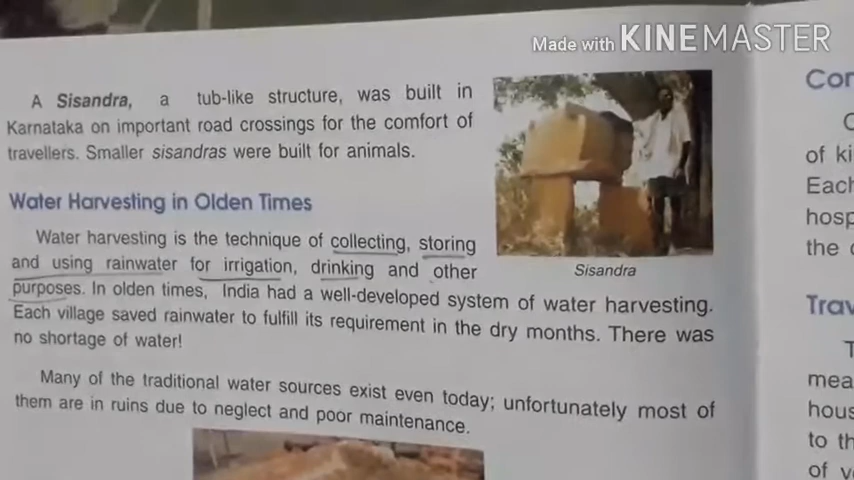 Made with KINEMASTER
A Sisandra, a tub-like structure, was built in
Karnataka on important road crossings for the comfort of
travellers. Smaller sisandras were built for animals.
Water Harvesting in Olden Times
Water harvesting is the technique of collecting, storing
and using rainwater for irrigation, drinking and other
purposes. In olden times, India had a well-developed system of water harvesting.
Each village saved rainwater to fulfill its requirement in the dry months. There was
no shortage of water!
Many of the traditional water sources exist even today; unfortunately most of
them are in ruins due to neglect and poor maintenance.
Sisandra
of ki
Each
hosp
the
Trav
mea
hous
to th
of